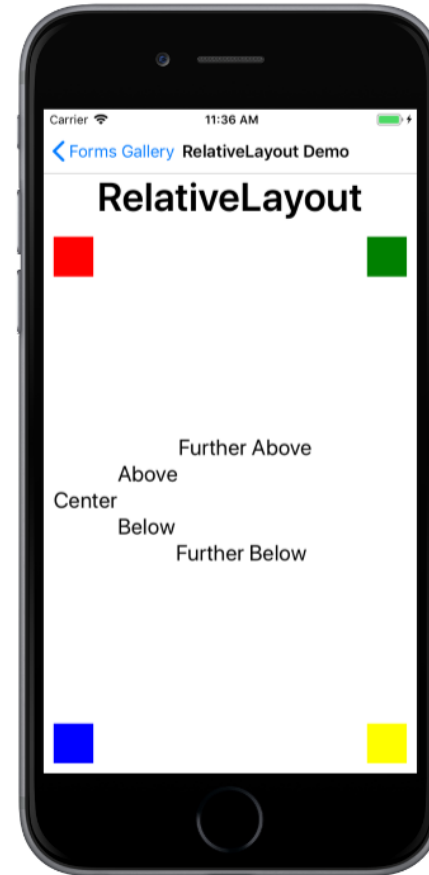 Carrier 11:36 AM
Forms Gallery RelativeLayout Demo
RelativeLayout
Further Above
Above
Center
Below
Further Below